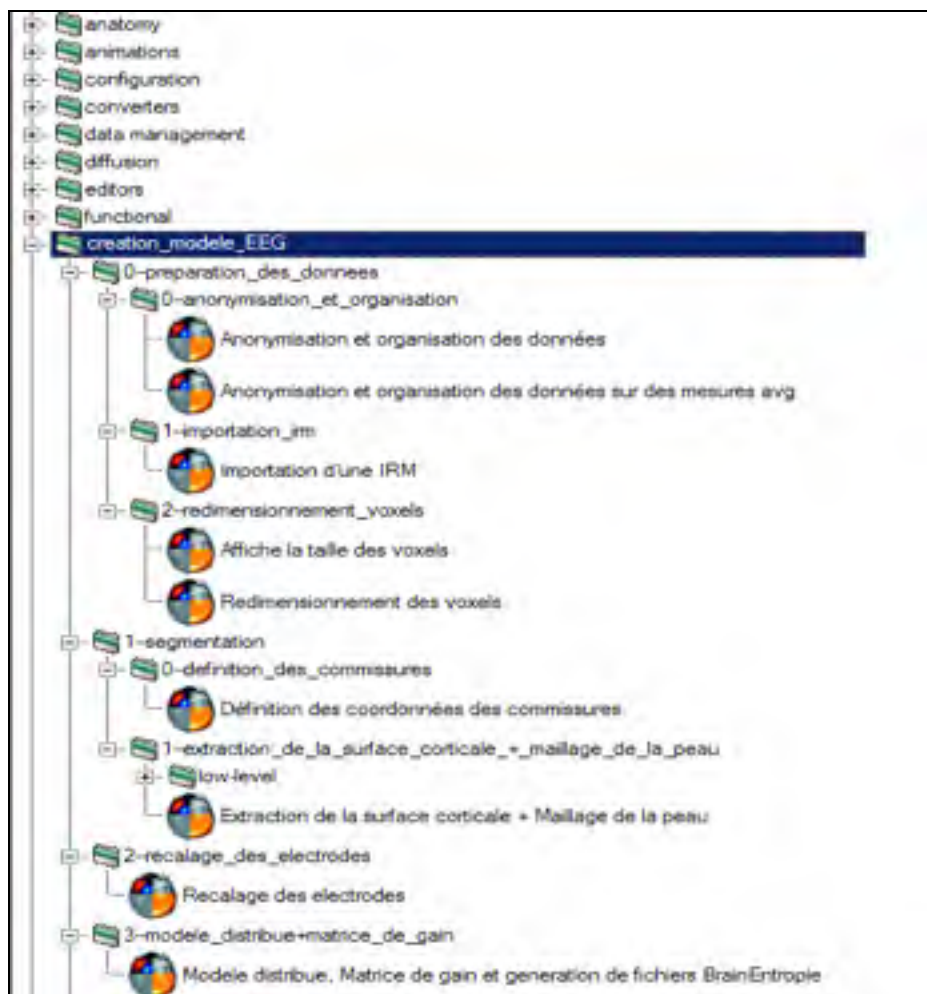 anatomy
animations
configuration
converters
data management
diffusion
editors
functional
creation_modele_EEG
0-preparation_des_donnees
0-anonymisation_et_organisation
Anonymisation et organisation des données
Anonymisation et organisation des données sur des mesures avg
1-importation_irm
Importation d'une IRM
2-redimensionnement_voxels
Affiche la taille des voxels
Redimensionnement des voxels
1-segmentation
0-definition_des_commissures
Définition des coordonnées des commissures
1-extraction_de_la_surface_corticale_+_maillage_de_la_peau
low-level
Extraction de la surface corticale + Maillage de la peau
2-recalage_des_electrodes
Recalage des electrodes
3-modele_distribue+matrice_de_gain
Modele distribue, Matrice de gain et generation de fichiers BrainEntropie